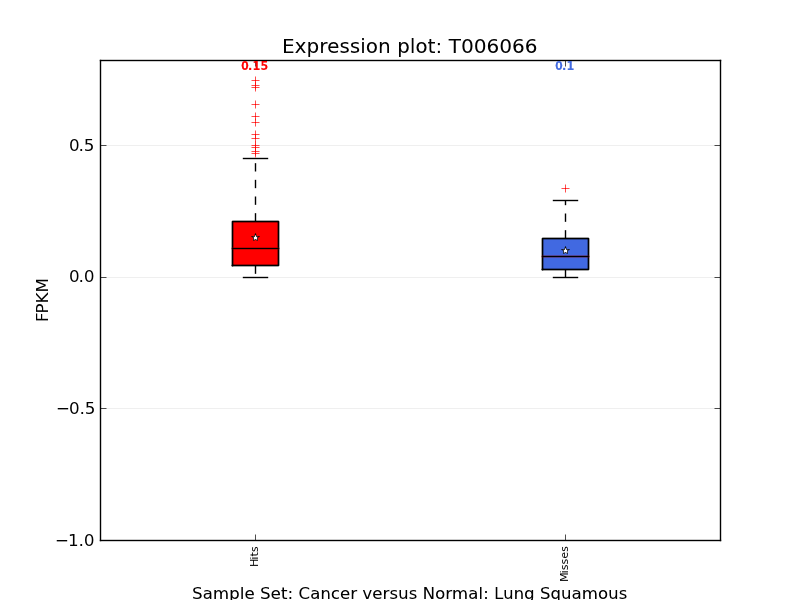 Expression plot: T006066
0.15
0.1
0.5
0.0
−0.5
−1.0
FPKM
Hits
Misses
Sample Set: Cancer versus Normal: Lung Squamous